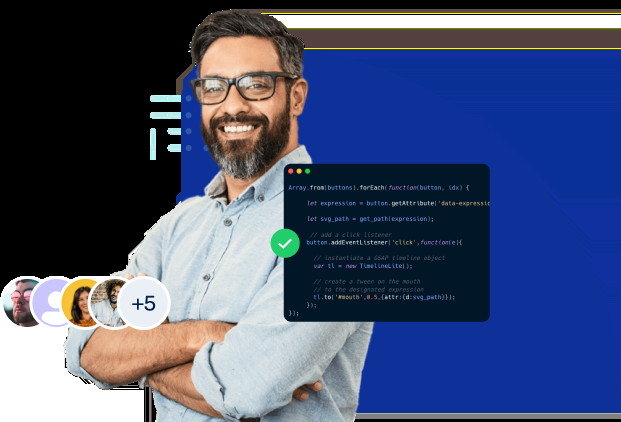 Array.from(buttons).forEach(function(button, idx) {
let expression = button.getAttribute('data-expressio
let svg_path = get_path(expression);
// add a click listener
button.addEventListener('click',function(e){
// instantiate a GSAP timeline object
var tl = new TimelineLite();
// create a tween on the mouth
// to the designated expression
tl.to('#mouth',0.5,{attr:{d:svg_path}});
});
});
+5